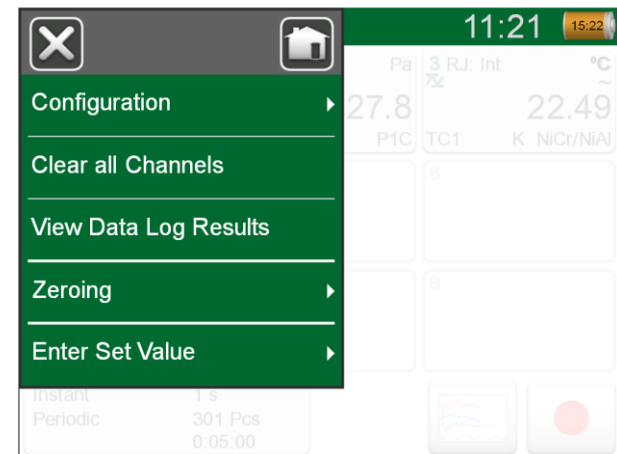 11:21 15:22
Configuration
Clear all Channels
View Data Log Results
Zeroing
Enter Set Value
Pa
27.8
P1C
3 RJ: Int °C
~
22.49
TC1 K NiCr/NiAl
6
9
Instant 1 s
Periodic 301 Pcs
0:05:00